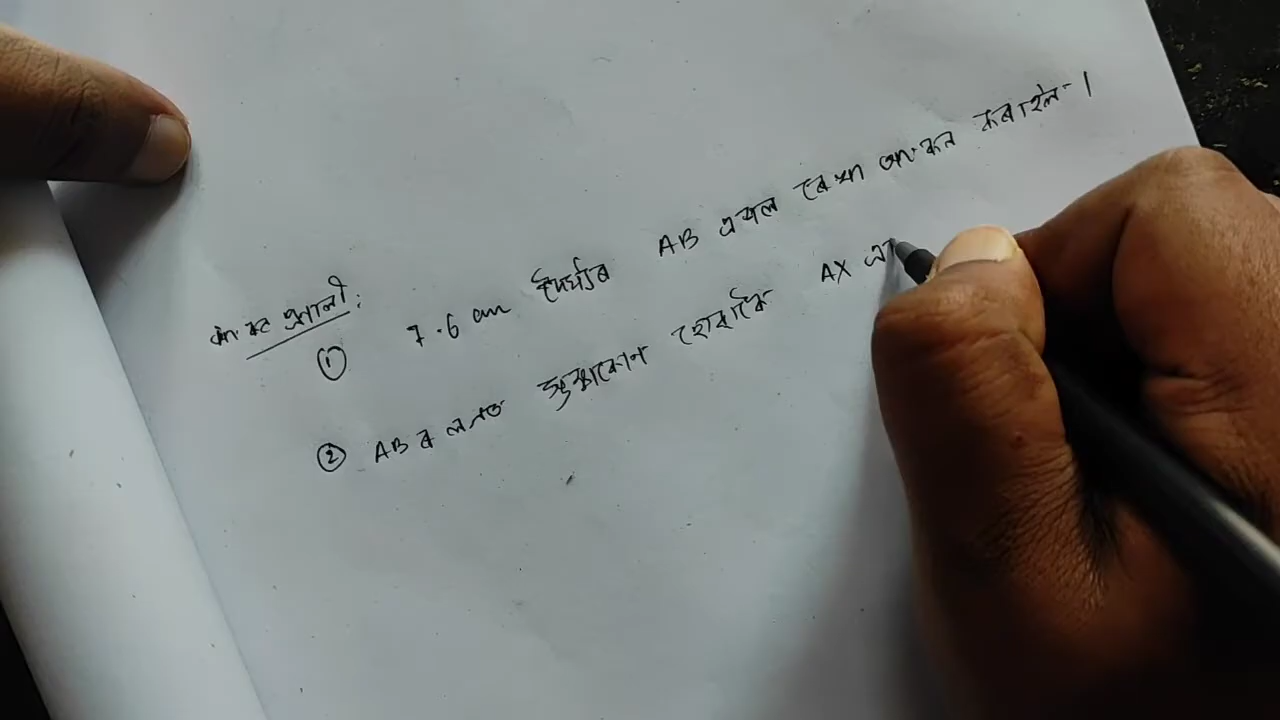 অংকন প্ৰণালী:
① 7.6 cm দৈৰ্ঘ্যৰ AB এডাল ৰেখা অংকন কৰা হ'ল।
② AB ৰ লগত সূক্ষ্মকোণ হোৱাকৈ AX এ